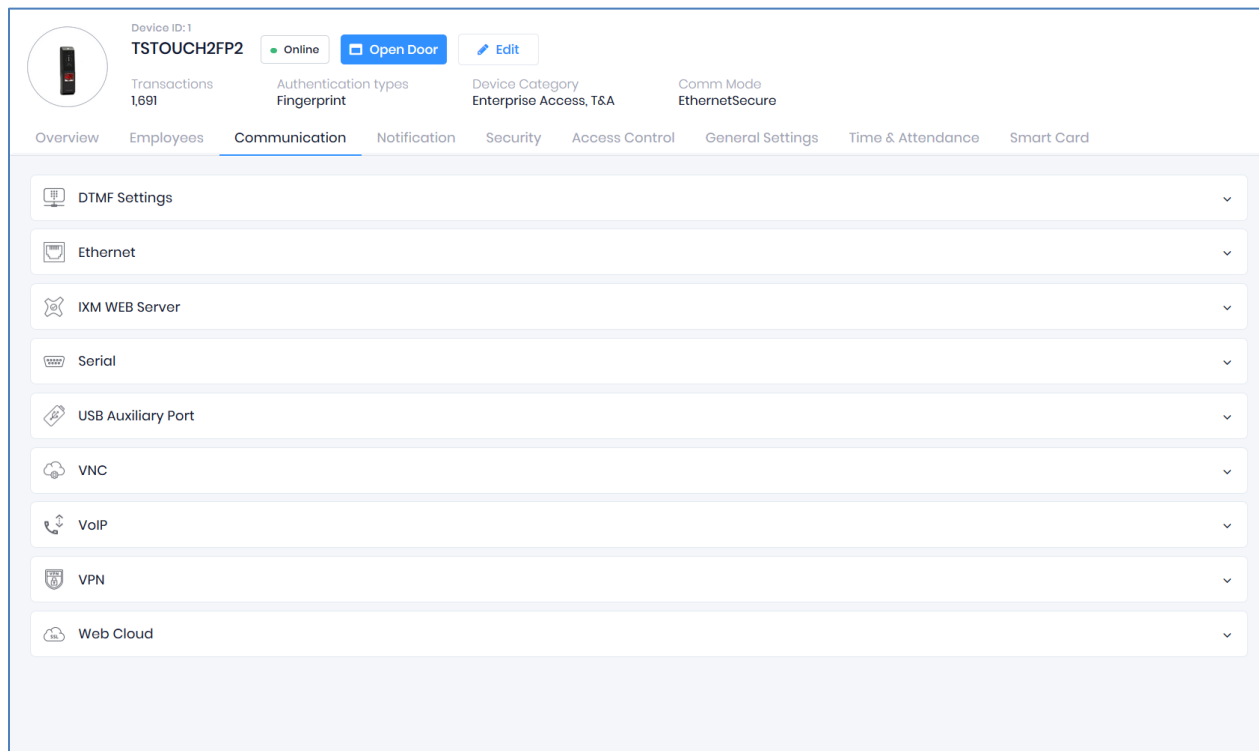 Device ID: 1
TSTOUCH2FP2 Online Open Door Edit
Transactions Authentication types Device Category Comm Mode
1,691 Fingerprint Enterprise Access, T&A EthernetSecure
Overview Employees Communication Notification Security Access Control General Settings Time & Attendance Smart Card
DTMF Settings
Ethernet
IXM WEB Server
Serial
USB Auxiliary Port
VNC
VoIP
VPN
VPN
SSL
Web Cloud